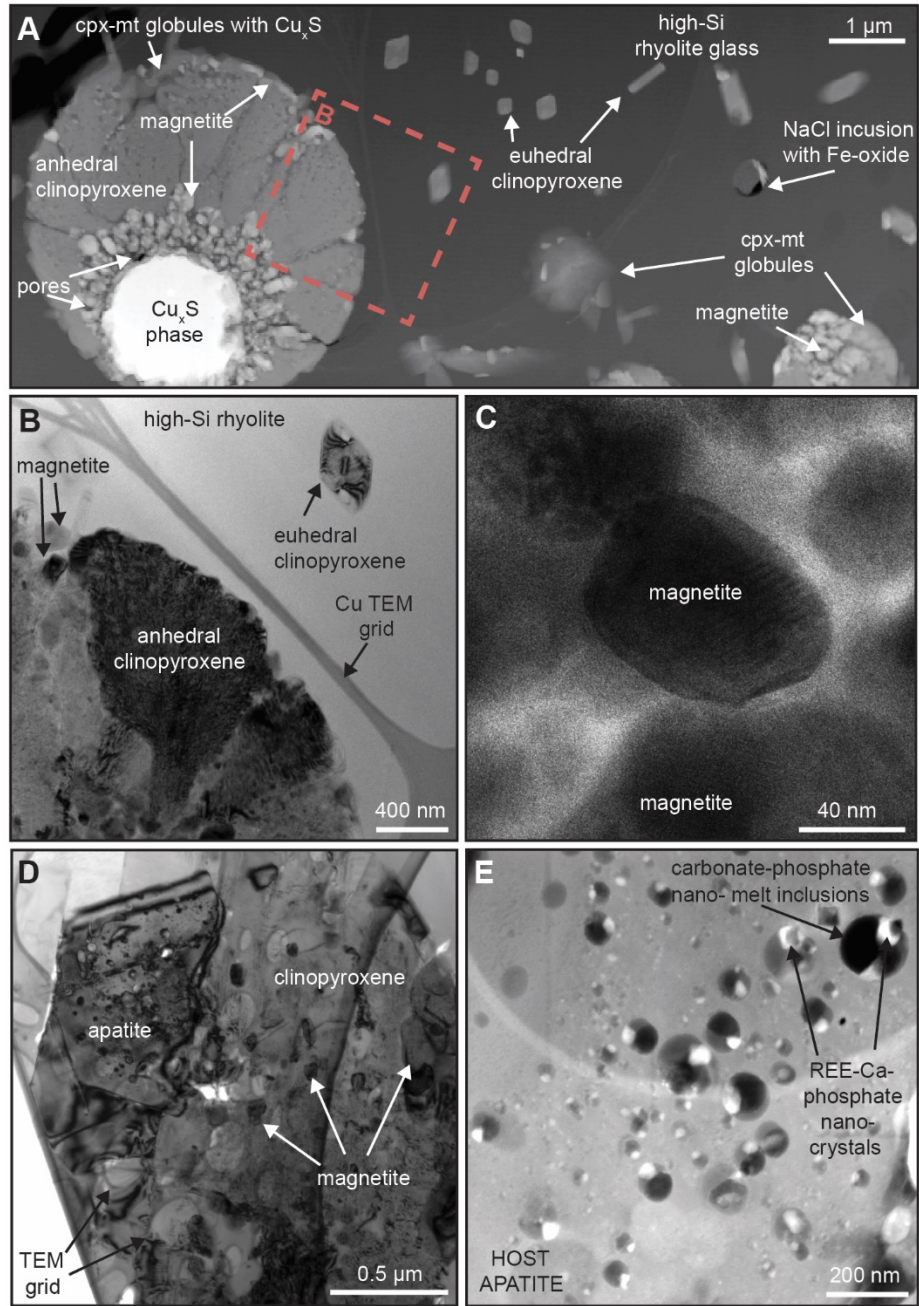 A
cpx-mt globules with CuxS
high-Si
rhyolite glass
1 µm
magnetite
B
anhedral
clinopyroxene
euhedral
clinopyroxene
NaCl incusion
with Fe-oxide
pores
CuxS
phase
cpx-mt
globules
magnetite
B
high-Si rhyolite
magnetite
euhedral
clinopyroxene
Cu TEM
grid
anhedral
clinopyroxene
400 nm
C
magnetite
magnetite
40 nm
D
clinopyroxene
apatite
magnetite
TEM
grid
0.5 µm
E
carbonate-phosphate
nano- melt inclusions
REE-Ca-
phosphate
nano-
crystals
HOST
APATITE
200 nm